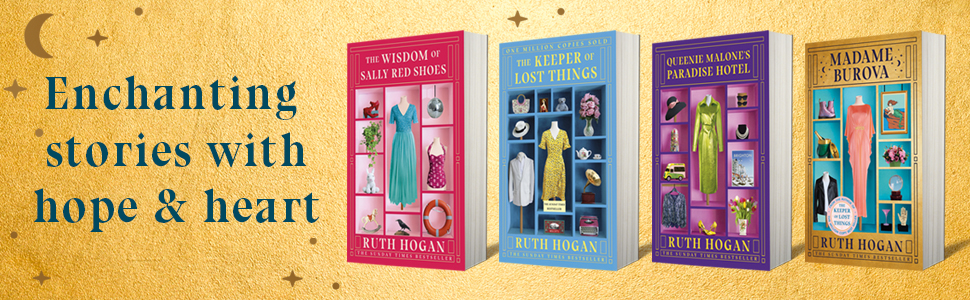 Enchanting
stories with
hope & heart
THE WISDOM OF
SALLY RED SHOES
RUTH HOGAN
THE SUNDAY TIMES BESTSELLER
ONE MILLION COPIES SOLD
THE KEEPER OF
LOST THINGS
RUTH HOGAN
THE SUNDAY TIMES BESTSELLER
QUEENIE MALONE'S
PARADISE HOTEL
RUTH HOGAN
THE SUNDAY TIMES BESTSELLER
MADAME
BUROVA
THE KEEPER
OF LOST
THINGS
RUTH HOGAN
THE SUNDAY TIMES BESTSELLER